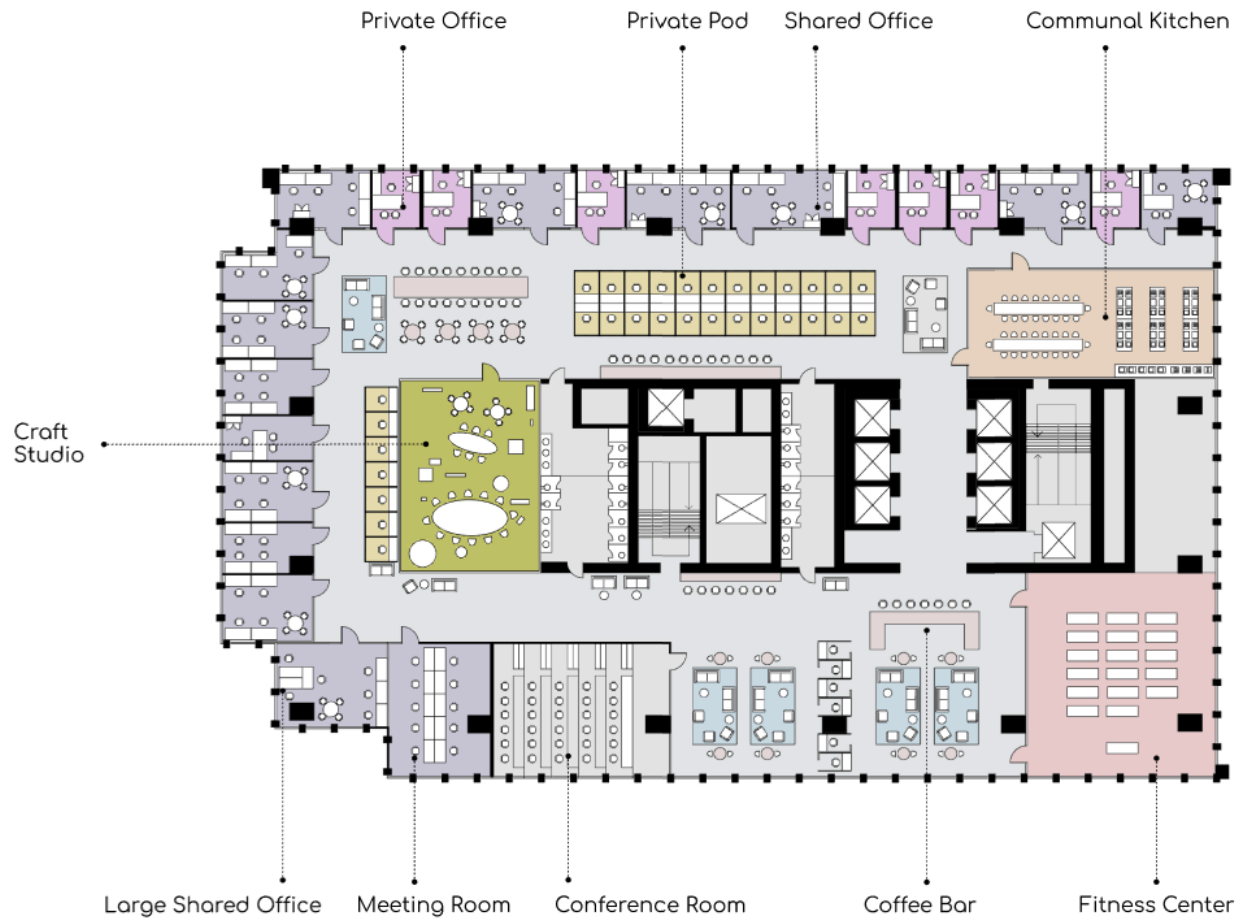 Private Office
Private Pod
Shared Office
Communal Kitchen
Craft
Studio
Large Shared Office
Meeting Room
Conference Room
Coffee Bar
Fitness Center